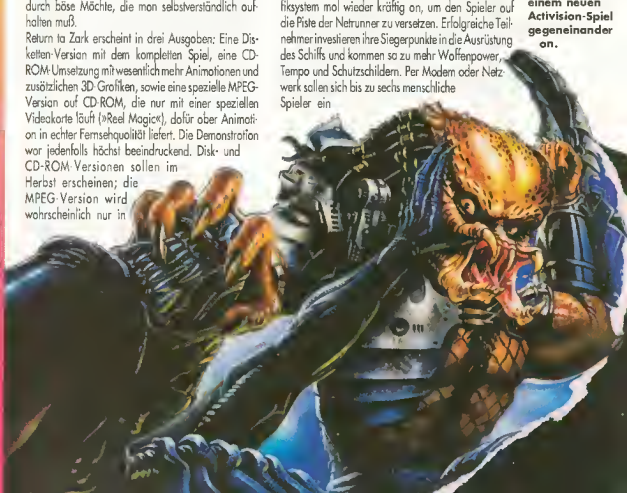 durch böse Mächte, die man selbstverständlich auf-
halten muß.
Return to Zork erscheint in drei Ausgaben: Eine Dis-
ketten-Version mit dem kompletten Spiel, eine CD-
ROM-Umsetzung mit wesentlich mehr Animationen und
zusätzlichen 3D-Grafiken, sowie eine spezielle MPEG-
Version auf CD-ROM, die nur mit einer speziellen
Videokarte läuft (»Reel Magic«), dafür aber Animati-
on in echter Fernsehqualität liefert. Die Demonstration
war jedenfalls höchst beeindruckend. Disk- und
CD-ROM-Versionen sollen im
Herbst erscheinen; die
MPEG-Version wird
wahrscheinlich nur in
fiksystem mal wieder kräftig an, um den Spieler auf
die Piste der Netrunner zu versetzen. Erfolgreiche Teil-
nehmer investieren ihre Siegerpunkte in die Ausrüstung
des Schiffs und kommen so zu mehr Waffenpower,
Tempo und Schutzschildern. Per Modem oder Netz-
werk sollen sich bis zu sechs menschliche
Spieler ein
einem neuen
Activision-Spiel
gegeneinander
an.